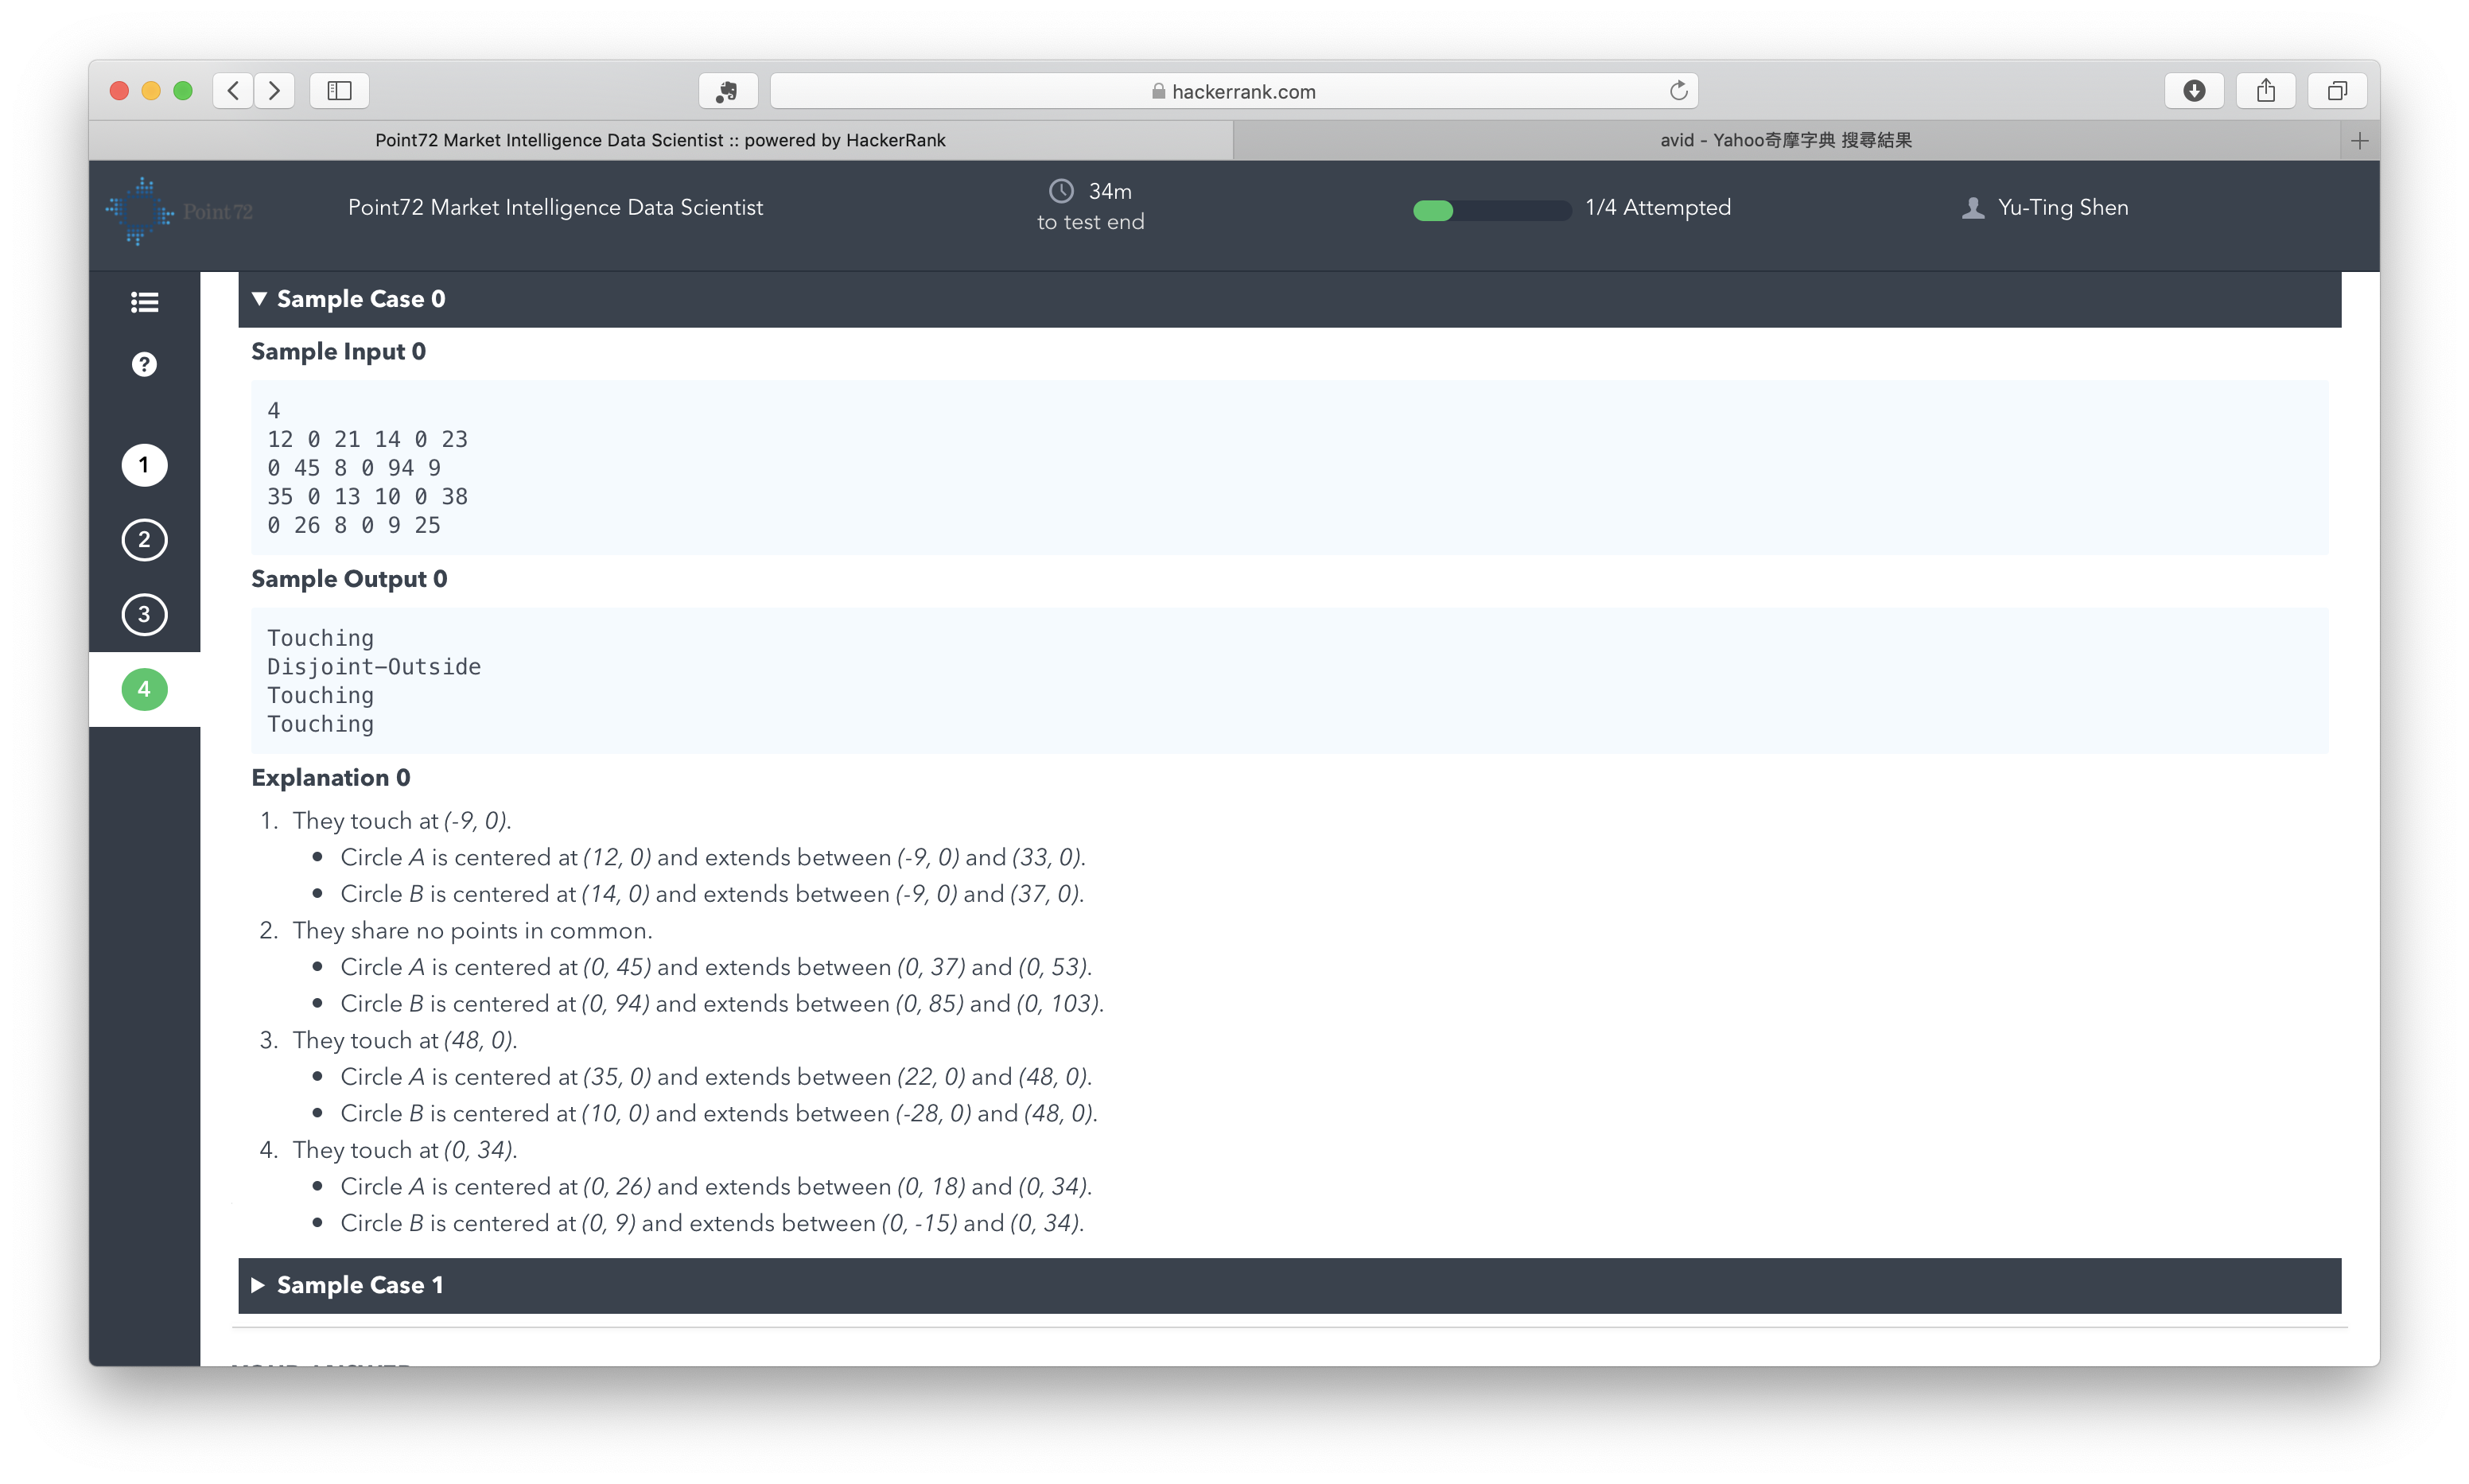 hackerrank.com
Point72 Market Intelligence Data Scientist :: powered by HackerRank
avid - Yahoo奇摩字典 搜尋結果
Point72
Point72 Market Intelligence Data Scientist
34m
to test end
1/4 Attempted
Yu-Ting Shen
Sample Case 0
Sample Input 0
4
12 0 21 14 0 23
0 45 8 0 94 9
35 0 13 10 0 38
0 26 8 0 9 25
Sample Output 0
Touching
Disjoint-Outside
Touching
Touching
Explanation 0
1. They touch at (-9, 0).
• Circle A is centered at (12, 0) and extends between (-9, 0) and (33, 0).
• Circle B is centered at (14, 0) and extends between (-9, 0) and (37, 0).
2. They share no points in common.
• Circle A is centered at (0, 45) and extends between (0, 37) and (0, 53).
• Circle B is centered at (0, 94) and extends between (0, 85) and (0, 103).
3. They touch at (48, 0).
• Circle A is centered at (35, 0) and extends between (22, 0) and (48, 0).
• Circle B is centered at (10, 0) and extends between (-28, 0) and (48, 0).
4. They touch at (0, 34).
• Circle A is centered at (0, 26) and extends between (0, 18) and (0, 34).
• Circle B is centered at (0, 9) and extends between (0, -15) and (0, 34).
Sample Case 1
?
1
2
3
4